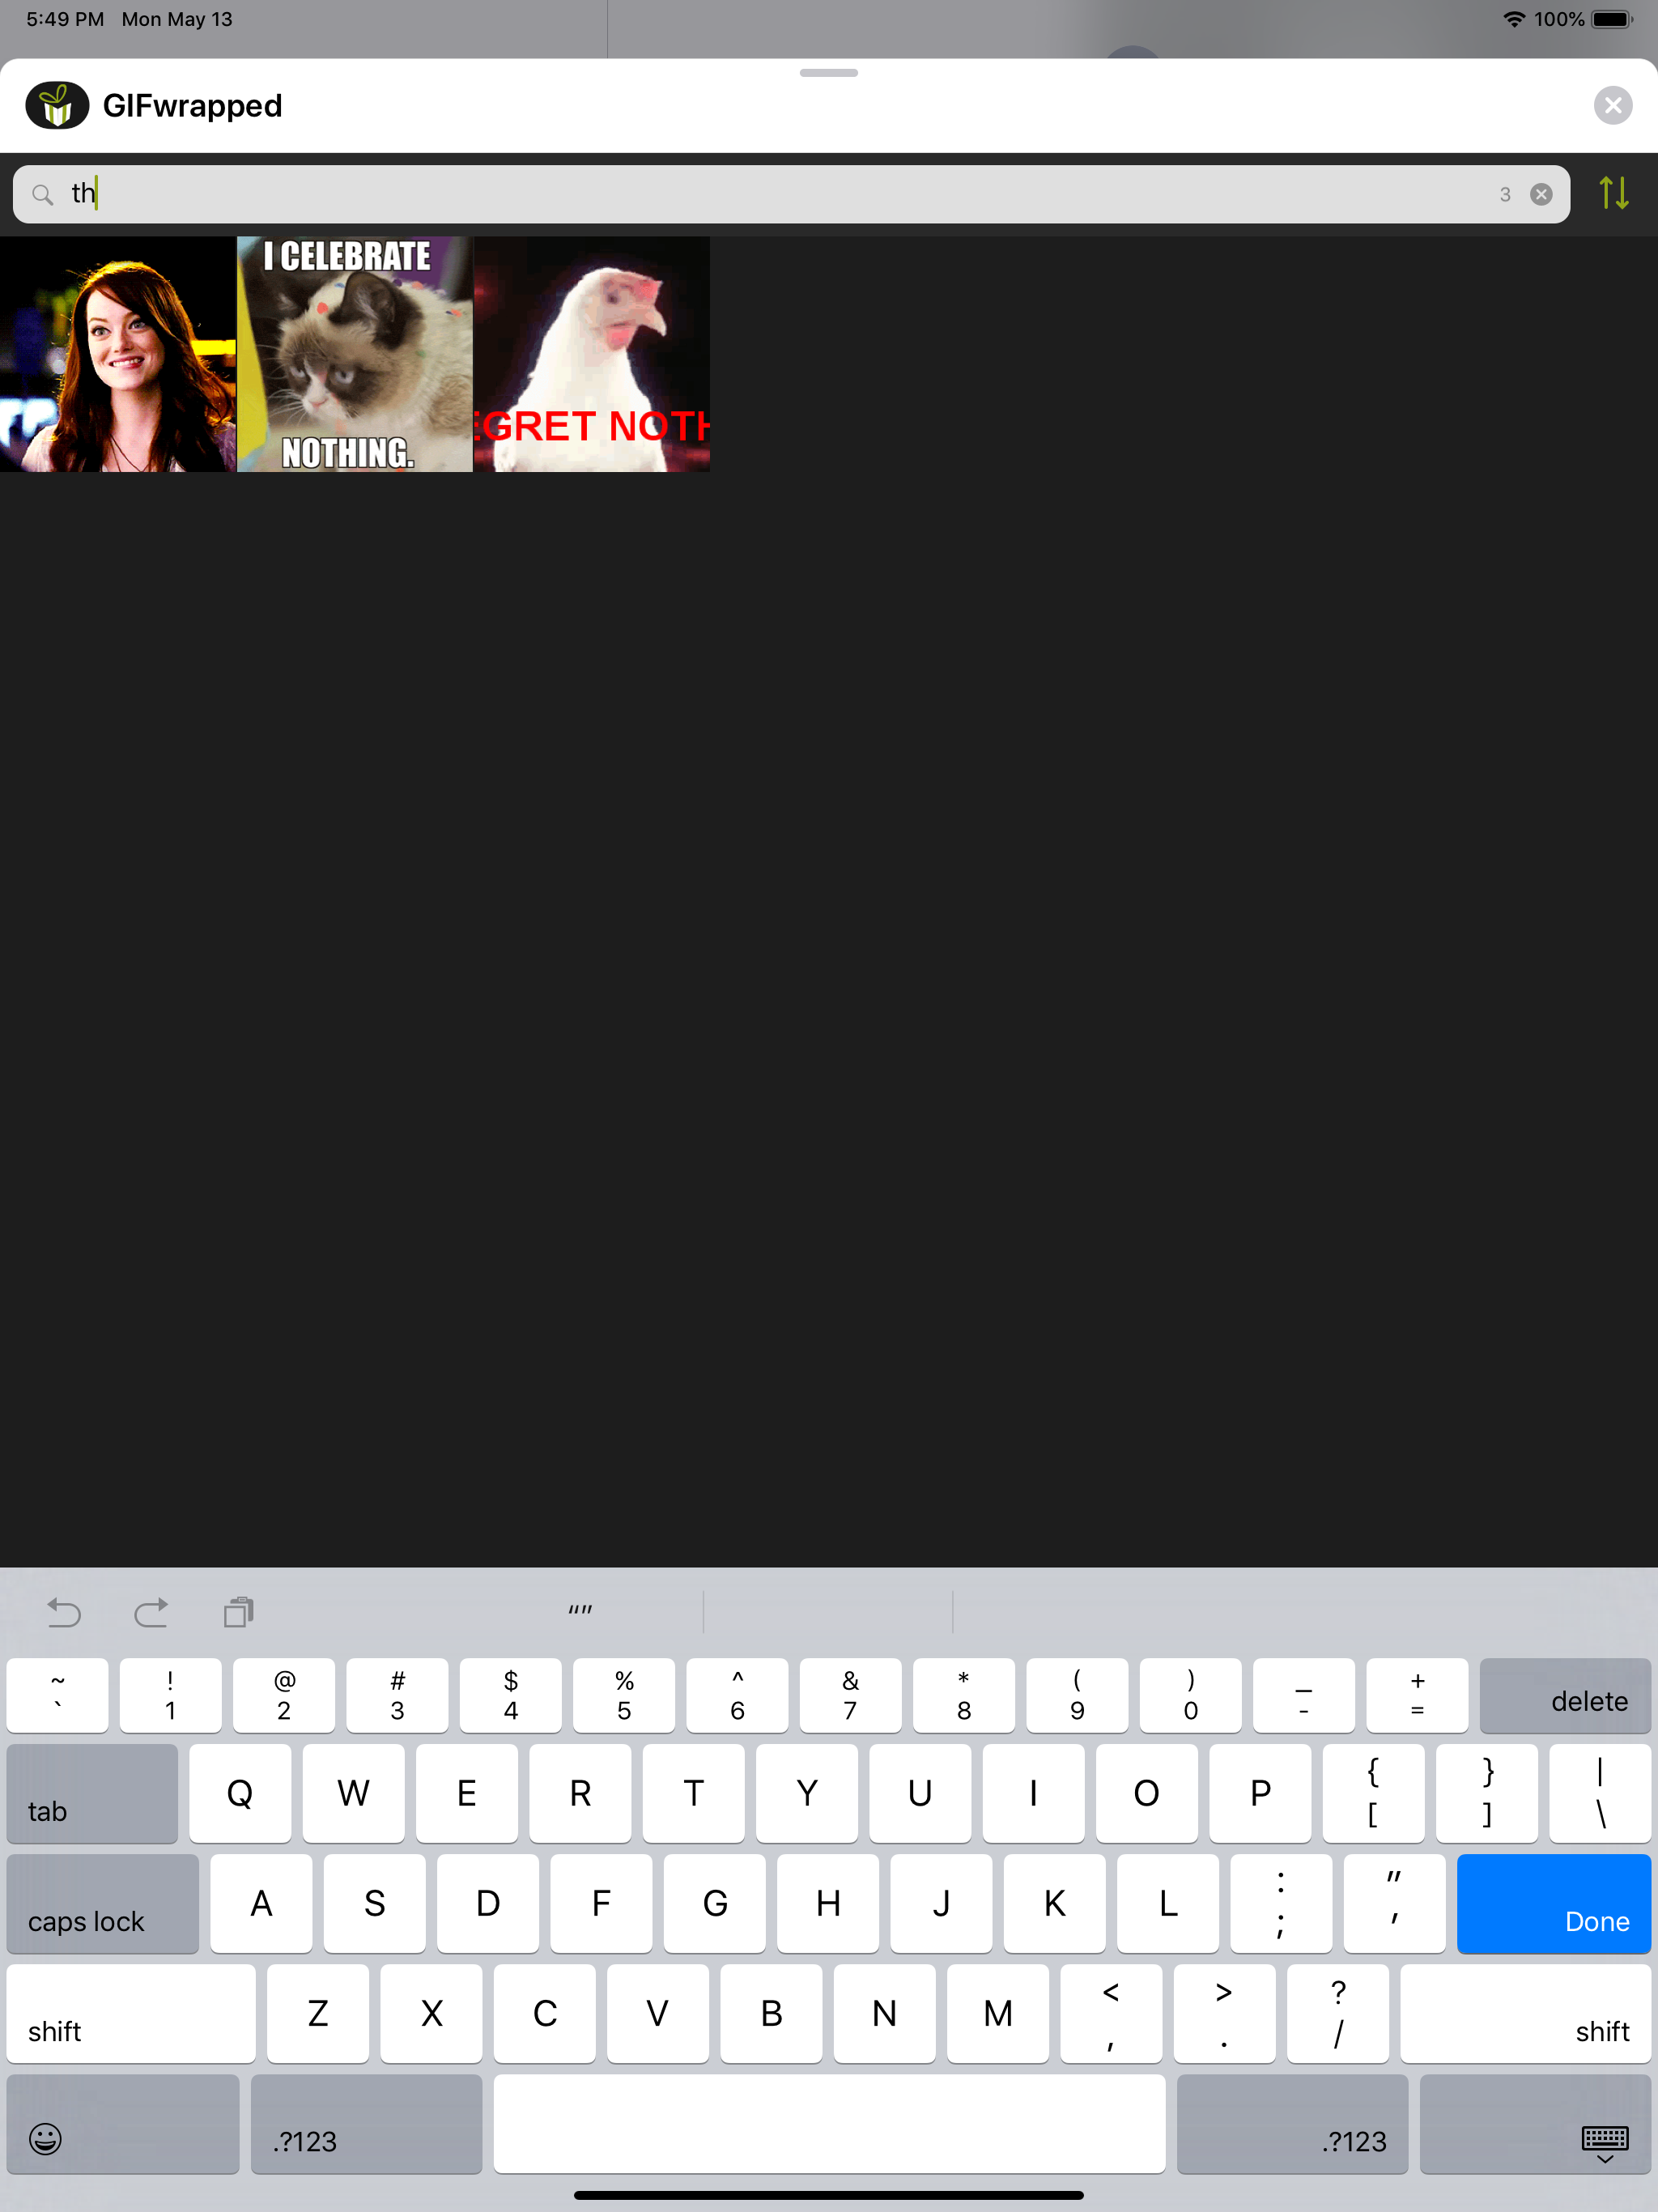 5:49 PM Mon May 13
100%
GIFwrapped
th
3
I CELEBRATE
NOTHING.
EGRET NOTH
“”
~ ! @ # $ % ^ & * ( ) _ +
` 1 2 3 4 5 6 7 8 9 0 - = delete
tab Q W E R T Y U I O P { [ } ] | \
caps lock A S D F G H J K L : ; " ' Done
shift Z X C V B N M < , > . ? / shift
.?123 .?123